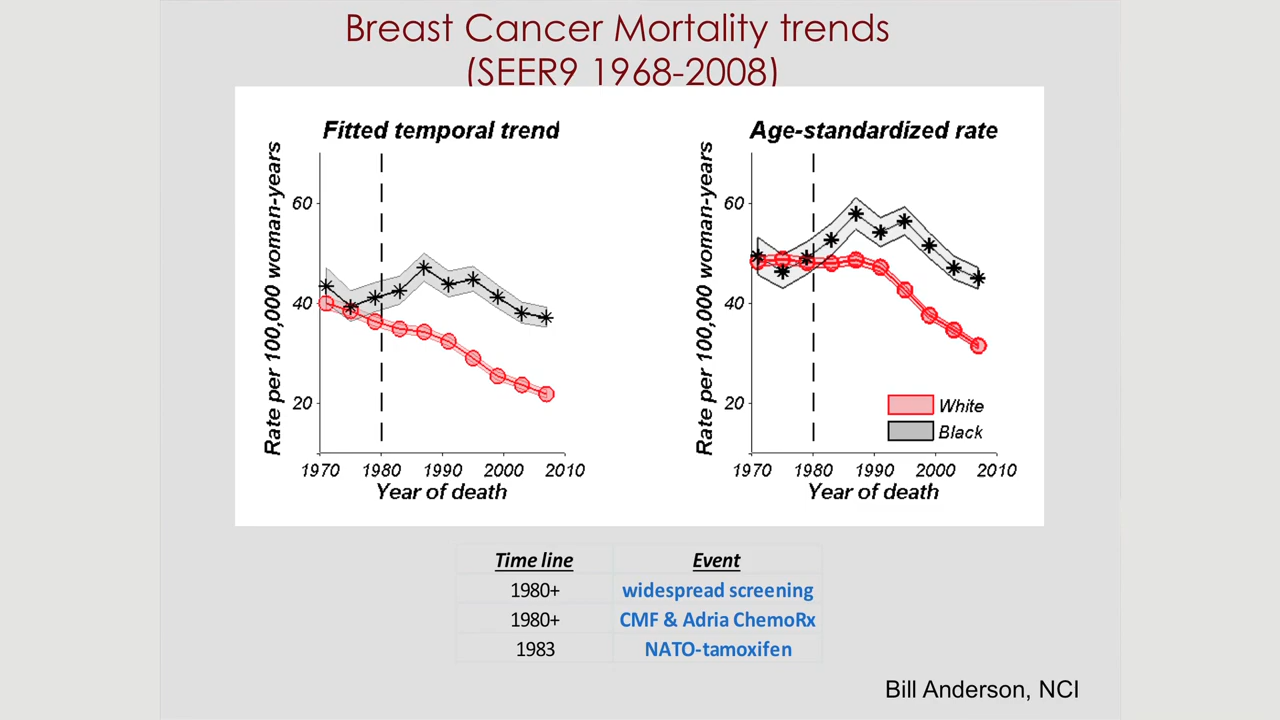 Breast Cancer Mortality trends
(SEER9 1968-2008)
Fitted temporal trend
Rate per 100,000 woman-years
60
40
20
1970 1980 1990 2000 2010
Year of death
Age-standardized rate
Rate per 100,000 woman-years
60
40
20
White
Black
1970 1980 1990 2000 2010
Year of death
Time line Event
1980+ widespread screening
1980+ CMF & Adria ChemoRx
1983 NATO-tamoxifen
Bill Anderson, NCI